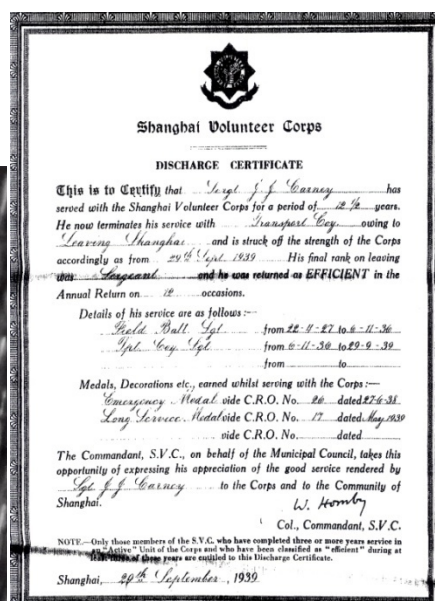 Shanghai Volunteer Corps
DISCHARGE CERTIFICATE
This is to Certify that Sergt J. J. Carney has
served with the Shanghai Volunteer Corps for a period of 12 years.
He now terminates his service with Transport Coy. owing to
Leaving Shanghai and is struck off the strength of the Corps
accordingly as from 29th Sept. 1939 His final rank on leaving
was Sergeant and he was returned as EFFICIENT in the
Annual Return on 12 occasions.
Details of his service are as follows:—
Field Batt. Sgt from 22-11-27 to 6-11-36
Tpt. Coy Sgt from 6-11-36 to 29-9-39
from to
Medals, Decorations etc., earned whilst serving with the Corps:—
Emergency Medal vide C.R.O. No. 26 dated 27-6-38
Long Service Medal vide C.R.O. No. 17 dated May 1939
vide C.R.O. No. dated
The Commandant, S.V.C., on behalf of the Municipal Council, takes this
opportunity of expressing his appreciation of the good service rendered by
Sgt. J. J. Carney to the Corps and to the Community of
Shanghai.
W. Hornby
Col., Commandant, S.V.C.
NOTE.—Only those members of the S.V.C. who have completed three or more years service in
an "Active" Unit of the Corps and who have been classified as "efficient" during at
least three of these years are entitled to this Discharge Certificate.
Shanghai, 29th September, 1939.